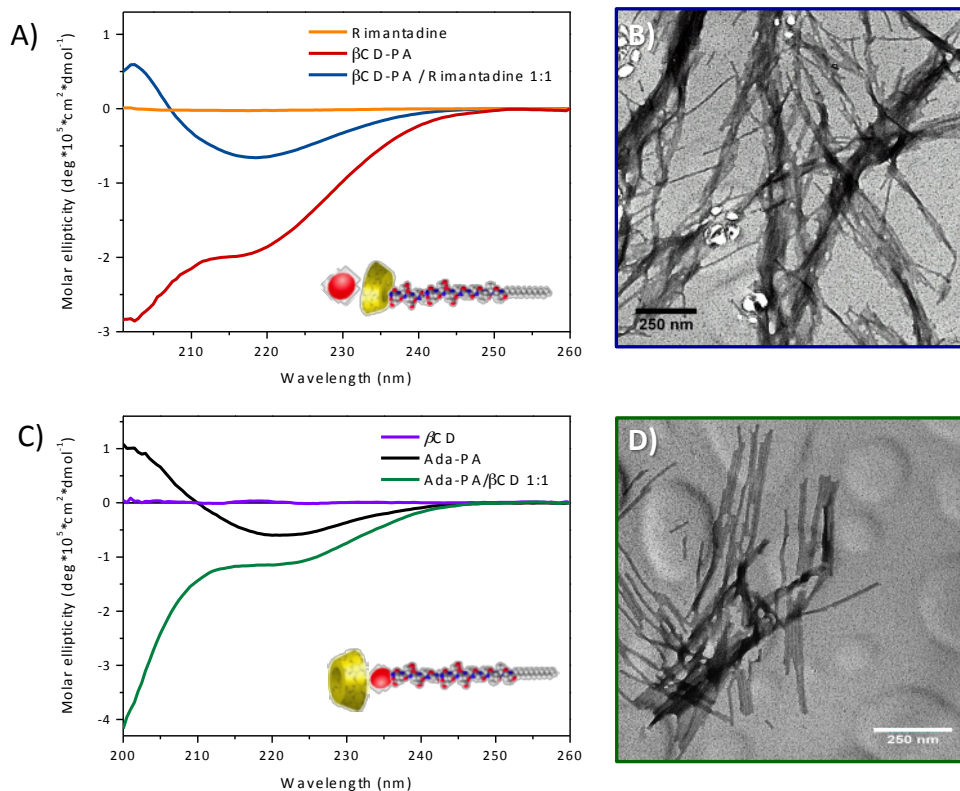 A)
Rimantadine
βCD-PA
βCD-PA / Rimantadine 1:1
Molar ellipticity (deg *10⁵*cm²*dmol⁻¹)
1
0
-1
-2
-3
210 220 230 240 250 260
Wavelength (nm)
B)
250 nm
C)
βCD
Ada-PA
Ada-PA/βCD 1:1
Molar ellipticity (deg *10⁵*cm²*dmol⁻¹)
1
0
-1
-2
-3
-4
200 210 220 230 240 250 260
Wavelength (nm)
D)
250 nm